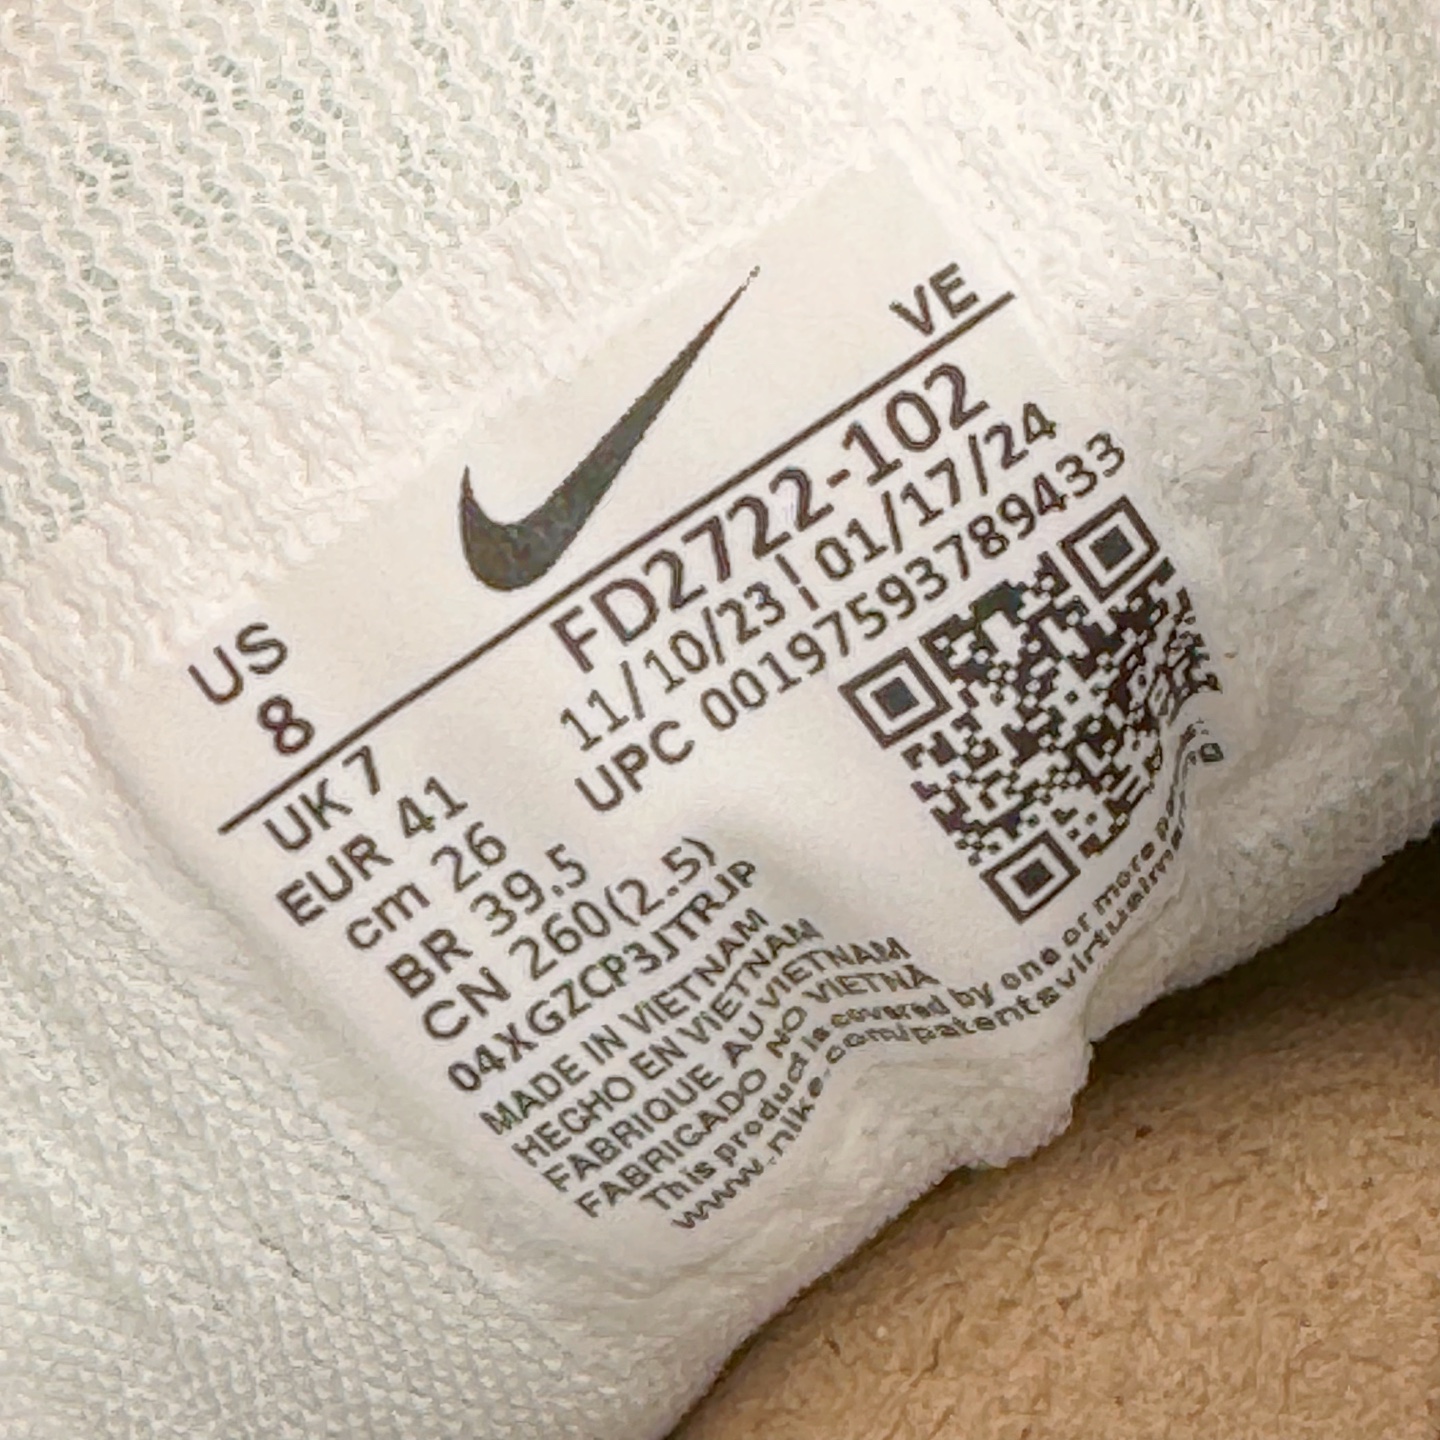 VE
US
8
FD2722-102
11/10/23 | 01/17/24
UPC 00197593789433
UK 7
EUR 41
cm 26
BR 39.5
CN 260(2.5)
04XGZCP3JTRJP
MADE IN VIETNAM
HECHO EN VIETNAM
FABRIQUE AU VIETNAM
FABRICADO NO VIETNA
This product is covered by one or more
www.nike.com/patentsvirtual